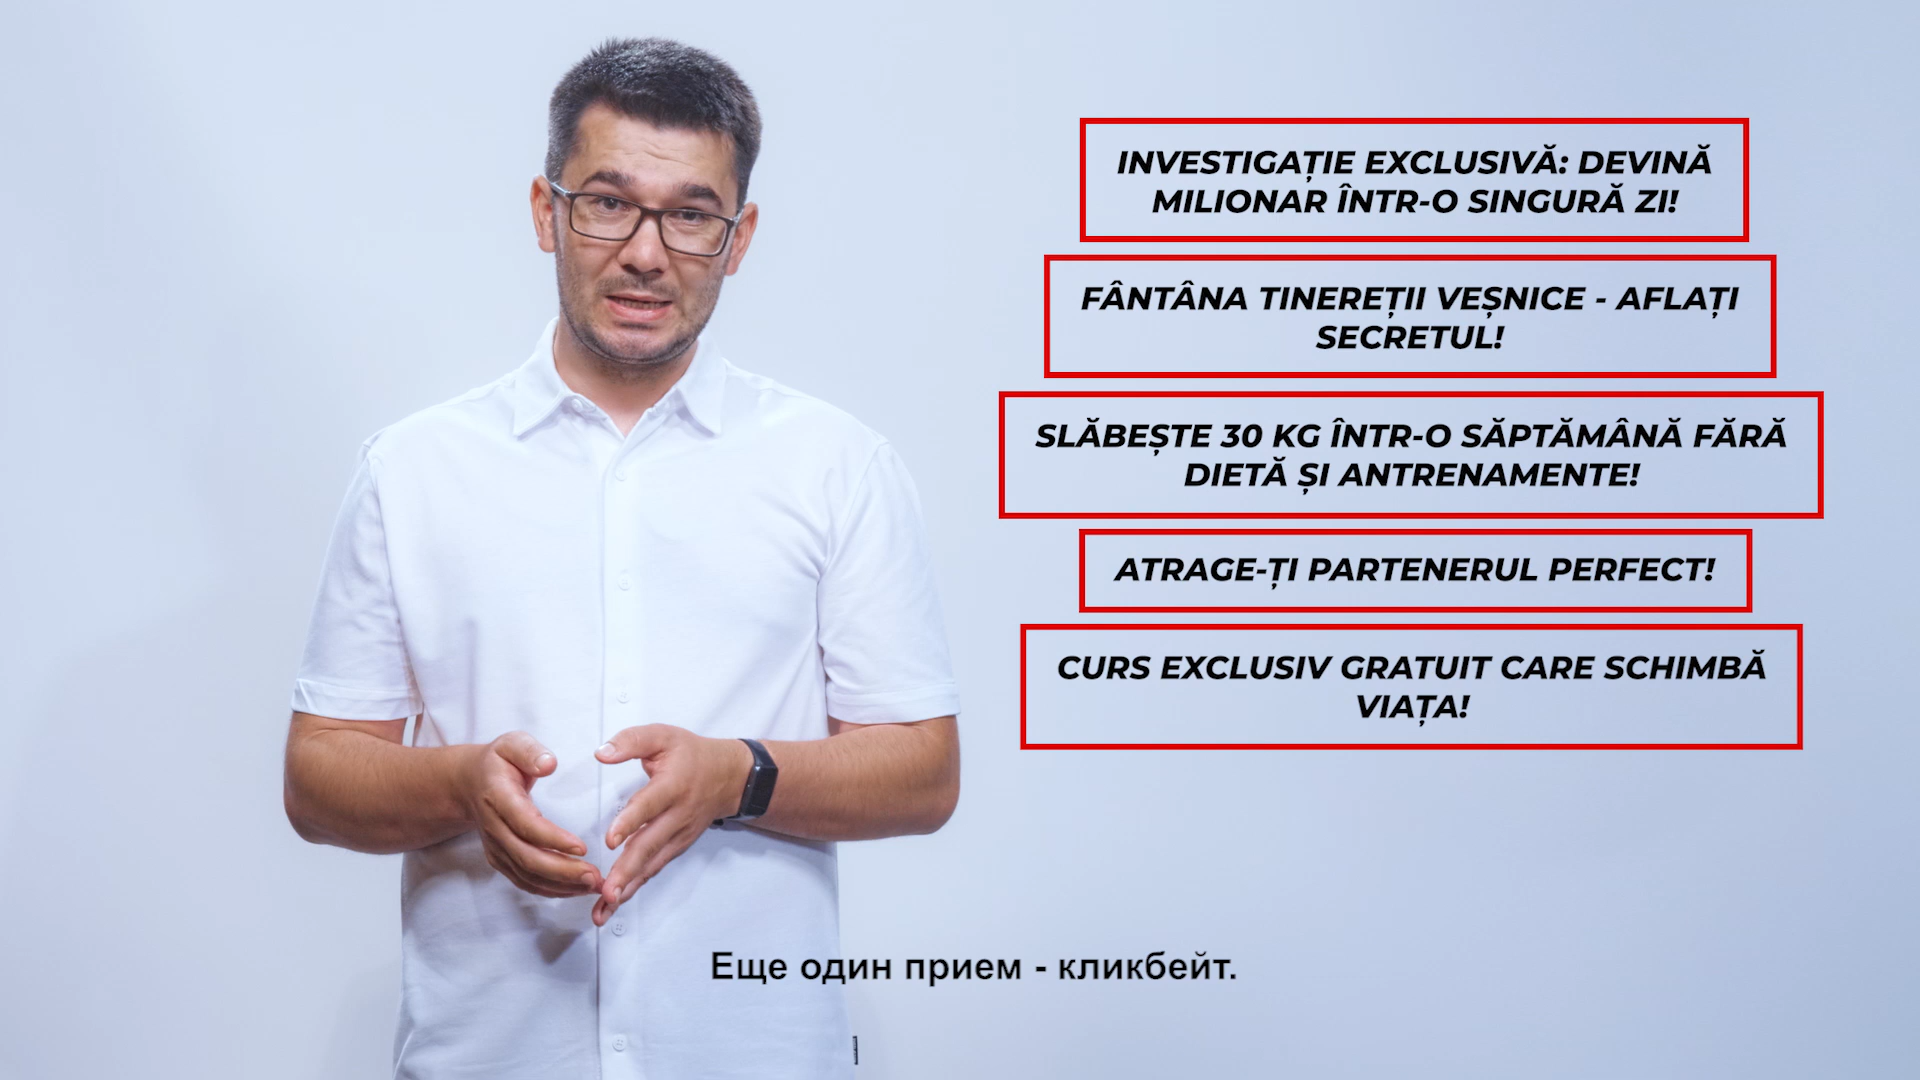 INVESTIGAȚIE EXCLUSIVĂ: DEVINĂ
MILIONAR ÎNTR-O SINGURĂ ZI!
FÂNTÂNA TINEREȚII VEȘNICE - AFLAȚI
SECRETUL!
SLĂBEȘTE 30 KG ÎNTR-O SĂPTĂMÂNĂ FĂRĂ
DIETĂ ȘI ANTRENAMENTE!
ATRAGE-ȚI PARTENERUL PERFECT!
CURS EXCLUSIV GRATUIT CARE SCHIMBĂ
VIAȚA!
Еще один прием - кликбейт.